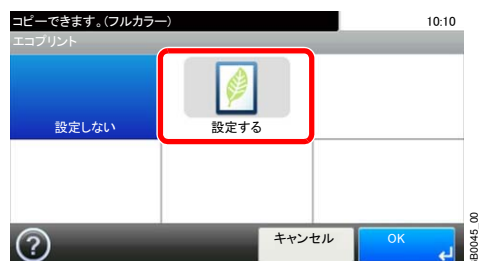 コピーできます。(フルカラー)
10:10
エコプリント
設定しない
設定する
?
キャンセル
OK
B0045_00